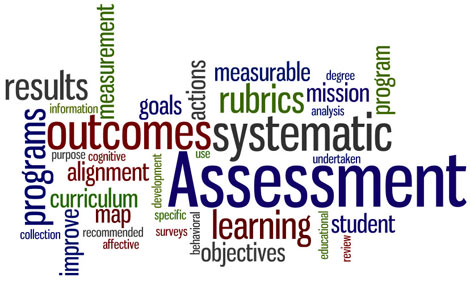 measurement
results
information
goals
actions
measurable
degree
rubrics
mission
analysis
program
programs
outcomes
systematic
purpose
cognitive
use
undertaken
alignment
development
Assessment
curriculum
map
specific
behavioral
learning
educational
student
collection
improve
recommended
affective
surveys
objectives
review